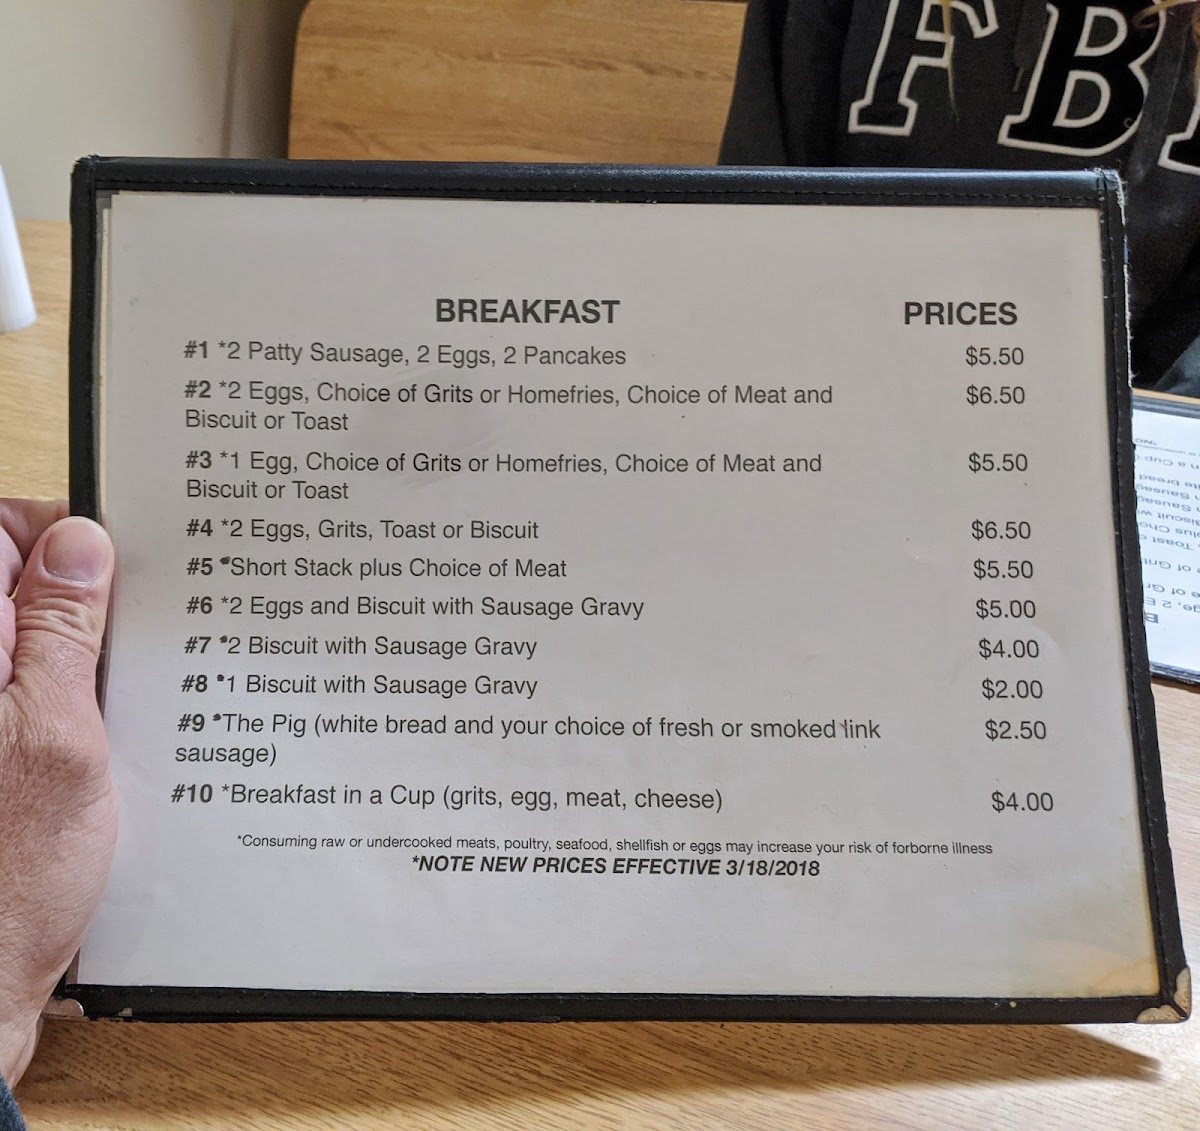 FB
BREAKFAST PRICES
#1 *2 Patty Sausage, 2 Eggs, 2 Pancakes $5.50
#2 *2 Eggs, Choice of Grits or Homefries, Choice of Meat and $6.50
Biscuit or Toast
#3 *1 Egg, Choice of Grits or Homefries, Choice of Meat and $5.50
Biscuit or Toast
#4 *2 Eggs, Grits, Toast or Biscuit $6.50
#5 *Short Stack plus Choice of Meat $5.50
#6 *2 Eggs and Biscuit with Sausage Gravy $5.00
#7 *2 Biscuit with Sausage Gravy $4.00
#8 *1 Biscuit with Sausage Gravy $2.00
#9 *The Pig (white bread and your choice of fresh or smoked link $2.50
sausage)
#10 *Breakfast in a Cup (grits, egg, meat, cheese) $4.00
*Consuming raw or undercooked meats, poultry, seafood, shellfish or eggs may increase your risk of forborne illness
*NOTE NEW PRICES EFFECTIVE 3/18/2018